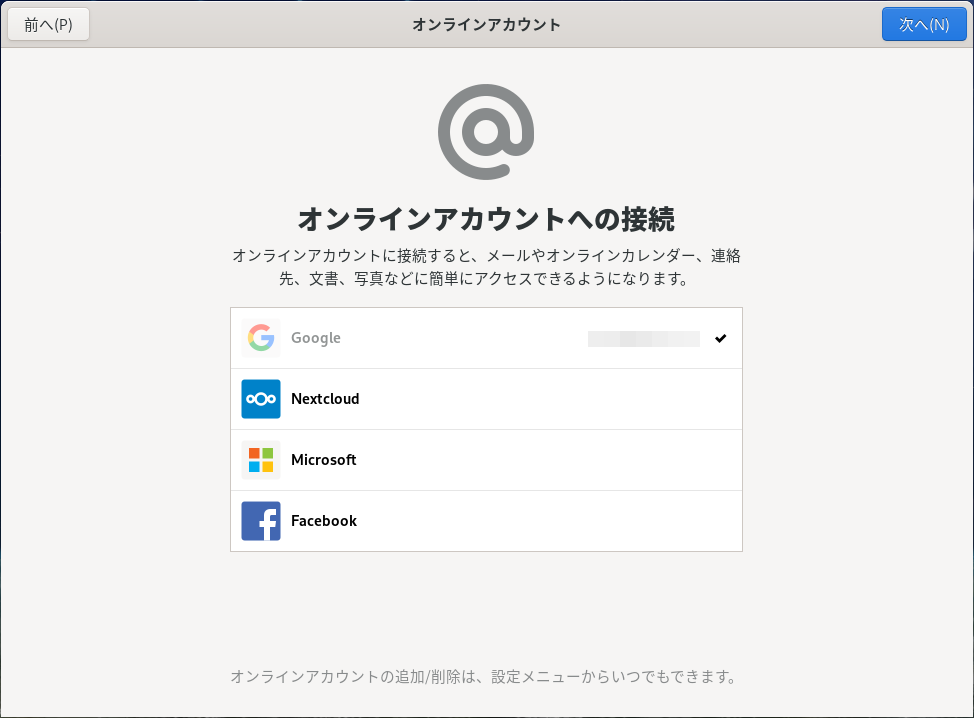 前へ(P)
オンラインアカウント
次へ(N)
オンラインアカウントへの接続
オンラインアカウントに接続すると、メールやオンラインカレンダー、連絡
先、文書、写真などに簡単にアクセスできるようになります。
Google
Nextcloud
Microsoft
Facebook
オンラインアカウントの追加/削除は、設定メニューからいつでもできます。